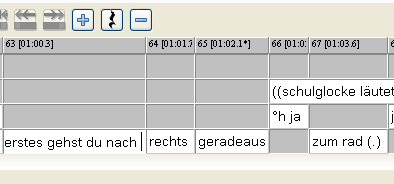 63 [01:00.3] 64 [01:01.7 65 [01:02.1*] 66 [01:0 67 [01:03.6]
((schulglocke läutet
°h ja
erstes gehst du nach rechts geradeaus zum rad (.)